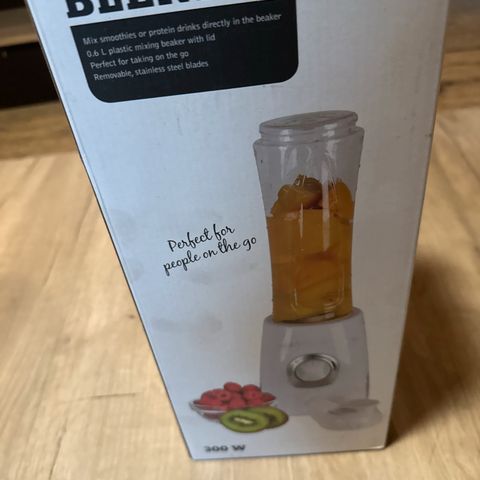 Mix smoothies or protein drinks directly in the beaker
0.6 L plastic mixing beaker with lid
Perfect for taking on the go
Removable, stainless steel blades
Perfect for
people on the go
300 W